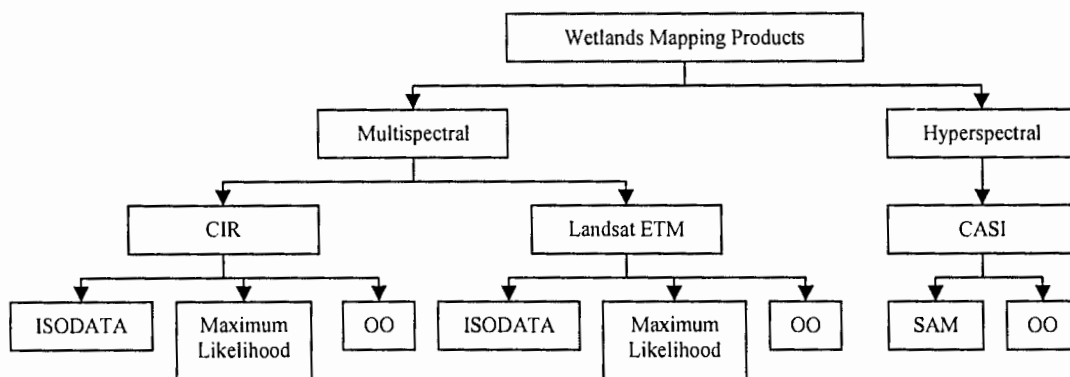 Wetlands Mapping Products
Multispectral
Hyperspectral
CIR
Landsat ETM
CASI
ISODATA
Maximum
Likelihood
OO
ISODATA
Maximum
Likelihood
OO
SAM
OO